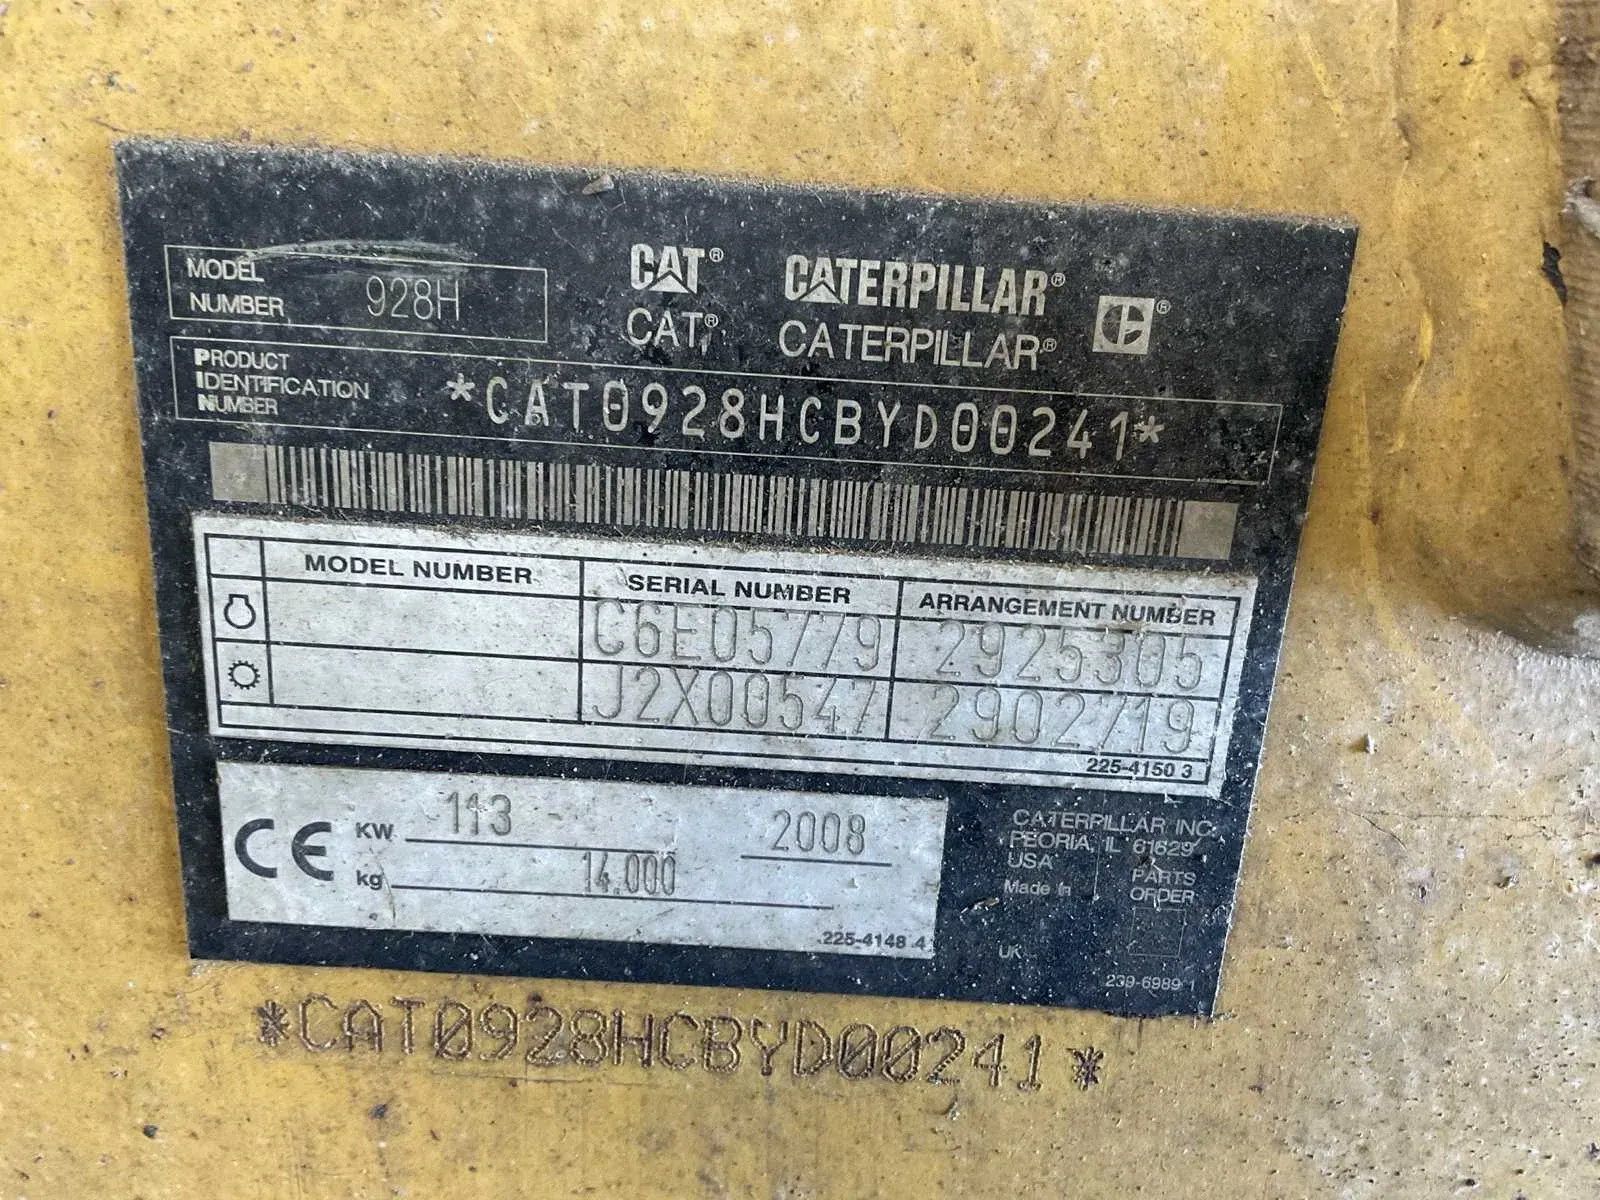 MODEL NUMBER 928H
CAT® CATERPILLAR® ®
CAT® CATERPILLAR®
PRODUCT
IDENTIFICATION
NUMBER
*CAT0928HCBYD00241*
MODEL NUMBER SERIAL NUMBER ARRANGEMENT NUMBER
C6E05779 2925305
J2X00547 2902719
225-4150 3
CE KW 113 2008
kg 14.000
225-4148 4
CATERPILLAR INC.
PEORIA, IL 61629
USA
Made in
UK
PARTS
ORDER
239-6989 1
*CAT0928HCBYD00241*